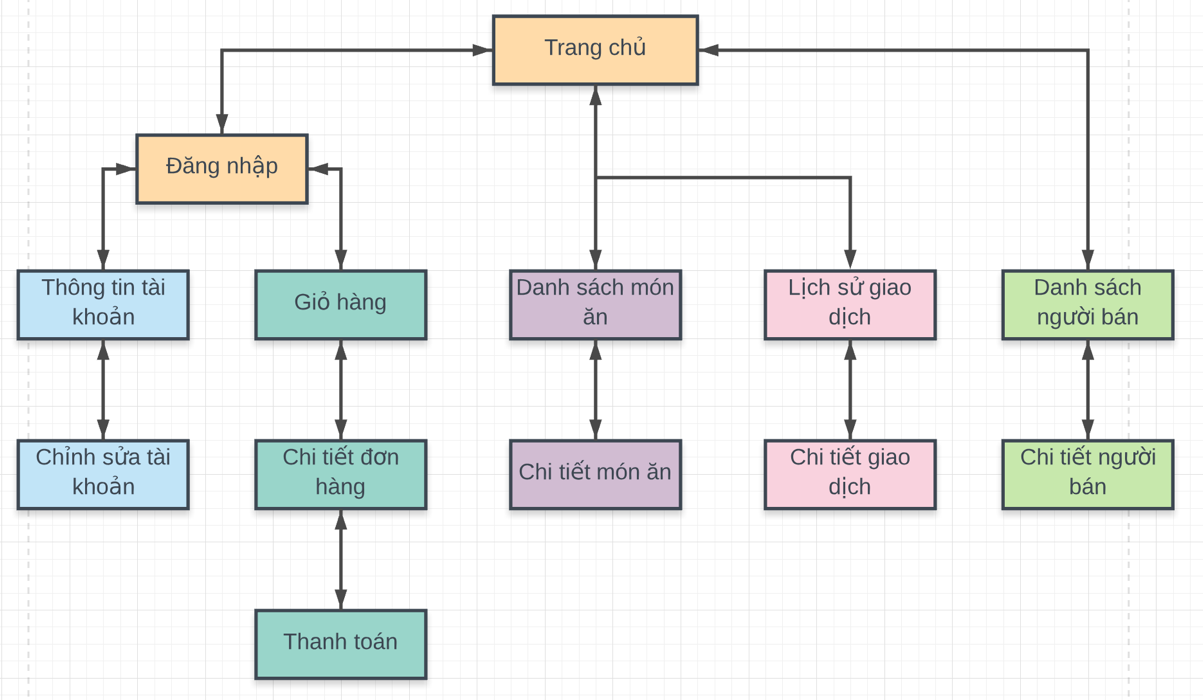 Trang chủ
Đăng nhập
Thông tin tài
khoản
Giỏ hàng
Danh sách món
ăn
Lịch sử giao
dịch
Danh sách
người bán
Chỉnh sửa tài
khoản
Chi tiết đơn
hàng
Chi tiết món ăn
Chi tiết giao
dịch
Chi tiết người
bán
Thanh toán